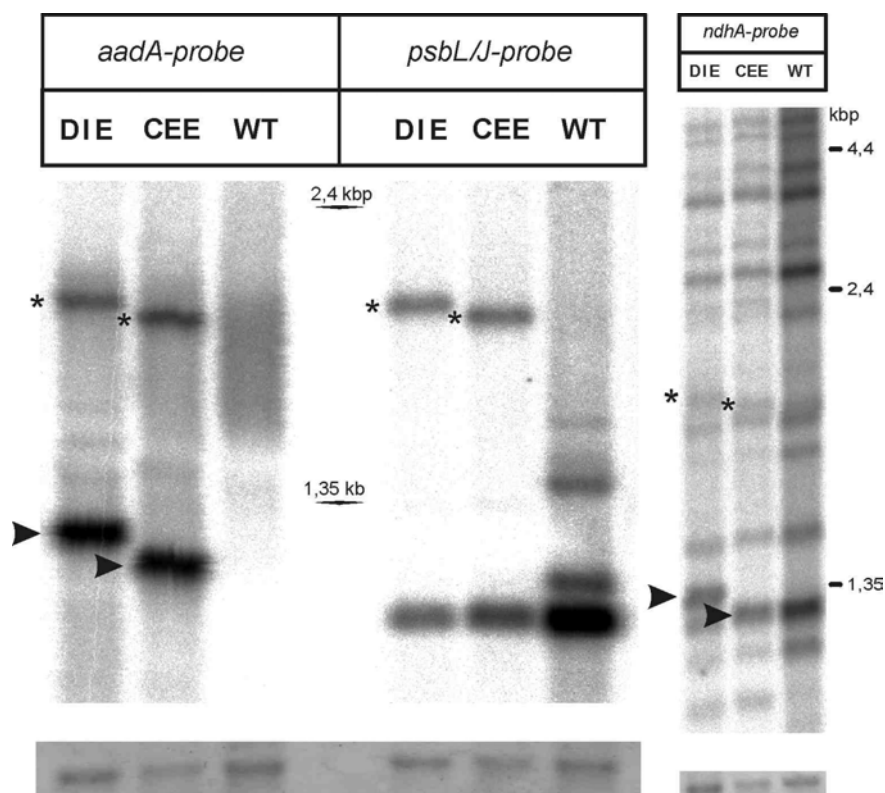 aadA-probe psbL/J-probe ndhA-probe
DIE CEE WT DIE CEE WT DIE CEE WT
kbp
4,4
2,4 kbp
2,4
* * * *
* *
1,35 kb
1,35